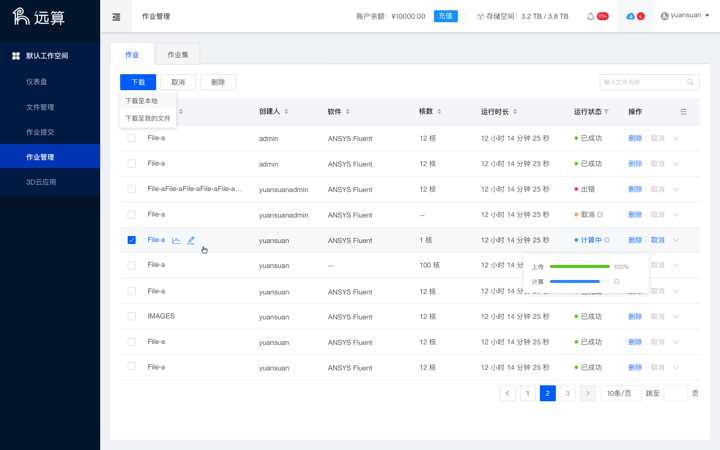 远算
作业管理
账户余额：¥10000.00 充值
存储空间：3.2 TB / 3.8 TB
99+
6
yuansuan
默认工作空间
仪表盘
文件管理
作业提交
作业管理
3D云应用
作业 作业集
下载 取消 删除
输入文件名称
下载至本地
下载至我的文件
创建人 软件 核数 运行时长 运行状态 操作
File-a admin ANSYS Fluent 12 核 12 小时 14 分钟 25 秒 已成功 删除 取消
File-a admin ANSYS Fluent 12 核 12 小时 14 分钟 25 秒 已成功 删除 取消
File-aFile-aFile-aFile-aFile-a... yuansuanadmin ANSYS Fluent 12 核 12 小时 14 分钟 25 秒 出错 删除 取消
File-a yuansuanadmin ANSYS Fluent -- 12 小时 14 分钟 25 秒 取消 删除 取消
File-a yuansuan ANSYS Fluent 1 核 12 小时 14 分钟 25 秒 计算中 删除 取消
File-a yuansuan -- 100 核 12 小时 14 分钟 25 秒 取消
上传 100%
计算
File-a yuansuan ANSYS Fluent 12 核 12 小时 14 分钟 25 秒 已成功 删除 取消
IMAGES yuansuan ANSYS Fluent 12 核 12 小时 14 分钟 25 秒 已成功 删除 取消
File-a yuansuan ANSYS Fluent 12 核 12 小时 14 分钟 25 秒 已成功 删除 取消
File-a yuansuan ANSYS Fluent 12 核 12 小时 14 分钟 25 秒 已成功 删除 取消
1 2 3 10条/页 跳至 页